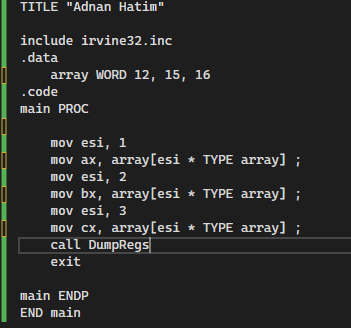 TITLE "Adnan Hatim"
include irvine32.inc
.data
    array WORD 12, 15, 16
.code
main PROC
    mov esi, 1
    mov ax, array[esi * TYPE array] ;
    mov esi, 2
    mov bx, array[esi * TYPE array] ;
    mov esi, 3
    mov cx, array[esi * TYPE array] ;
    call DumpRegs
    exit
main ENDP
END main